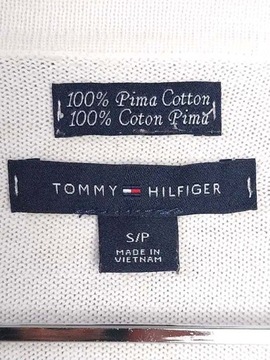 100% Pima Cotton
100% Coton Pima
TOMMY HILFIGER
S/P
MADE IN
VIETNAM